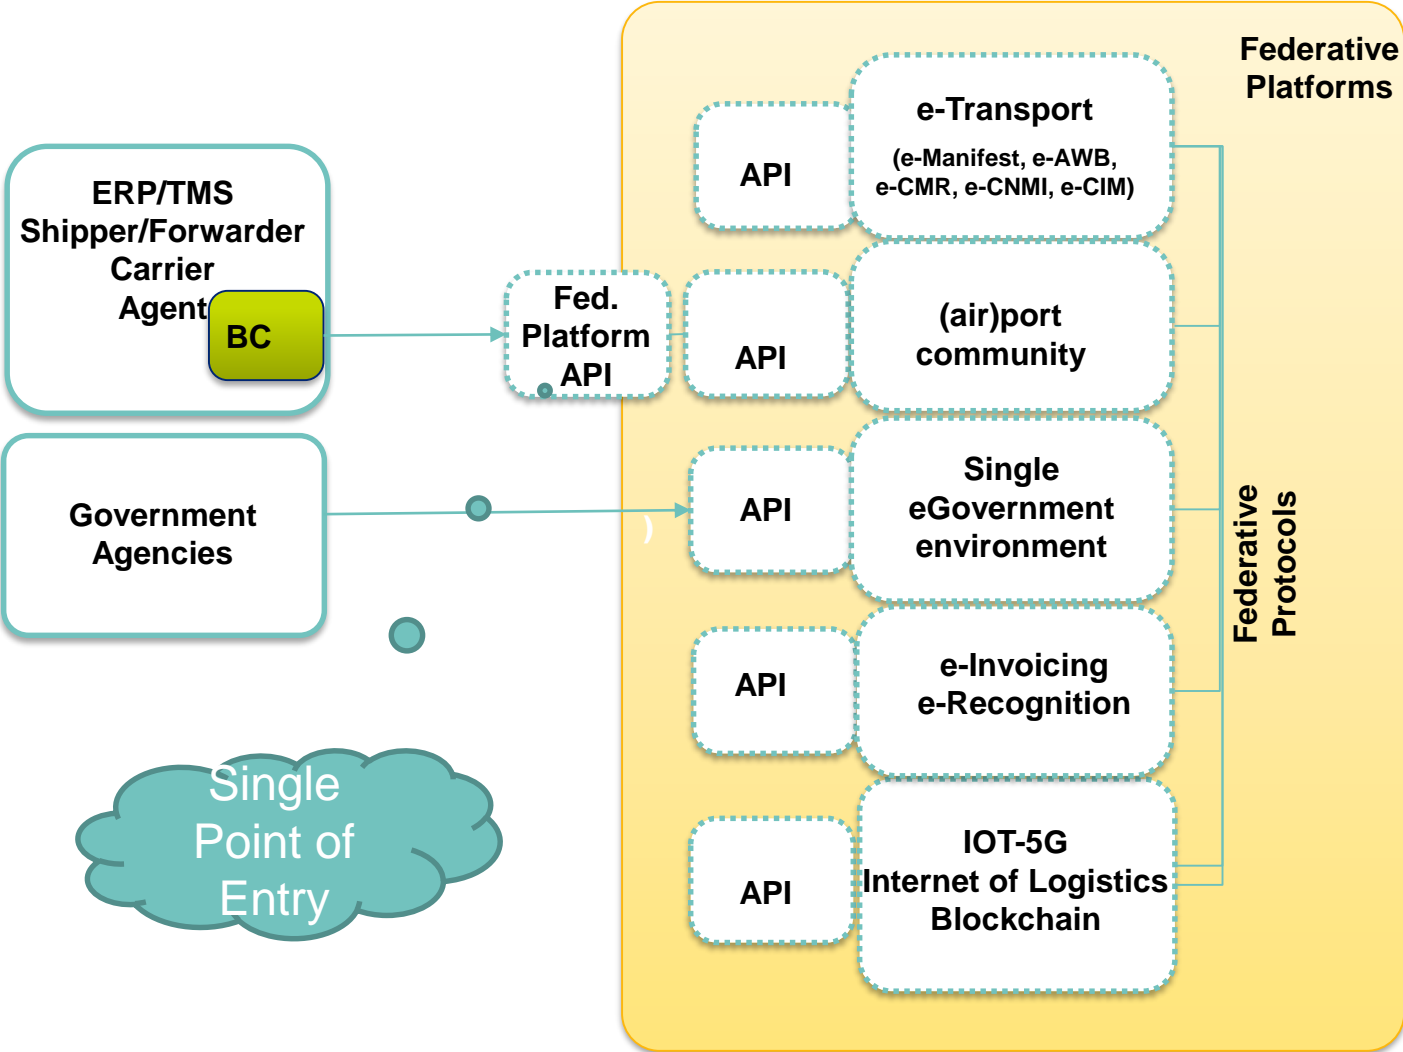 Federative
Platforms
e-Transport
(e-Manifest, e-AWB,
e-CMR, e-CNMI, e-CIM)
API
ERP/TMS
Shipper/Forwarder
Carrier
Agent
BC
Fed.
Platform
API
API
(air)port
community
Government
Agencies
)
API
Single
eGovernment
environment
Federative
Protocols
API
e-Invoicing
e-Recognition
Single
Point of
Entry
API
IOT-5G
Internet of Logistics
Blockchain